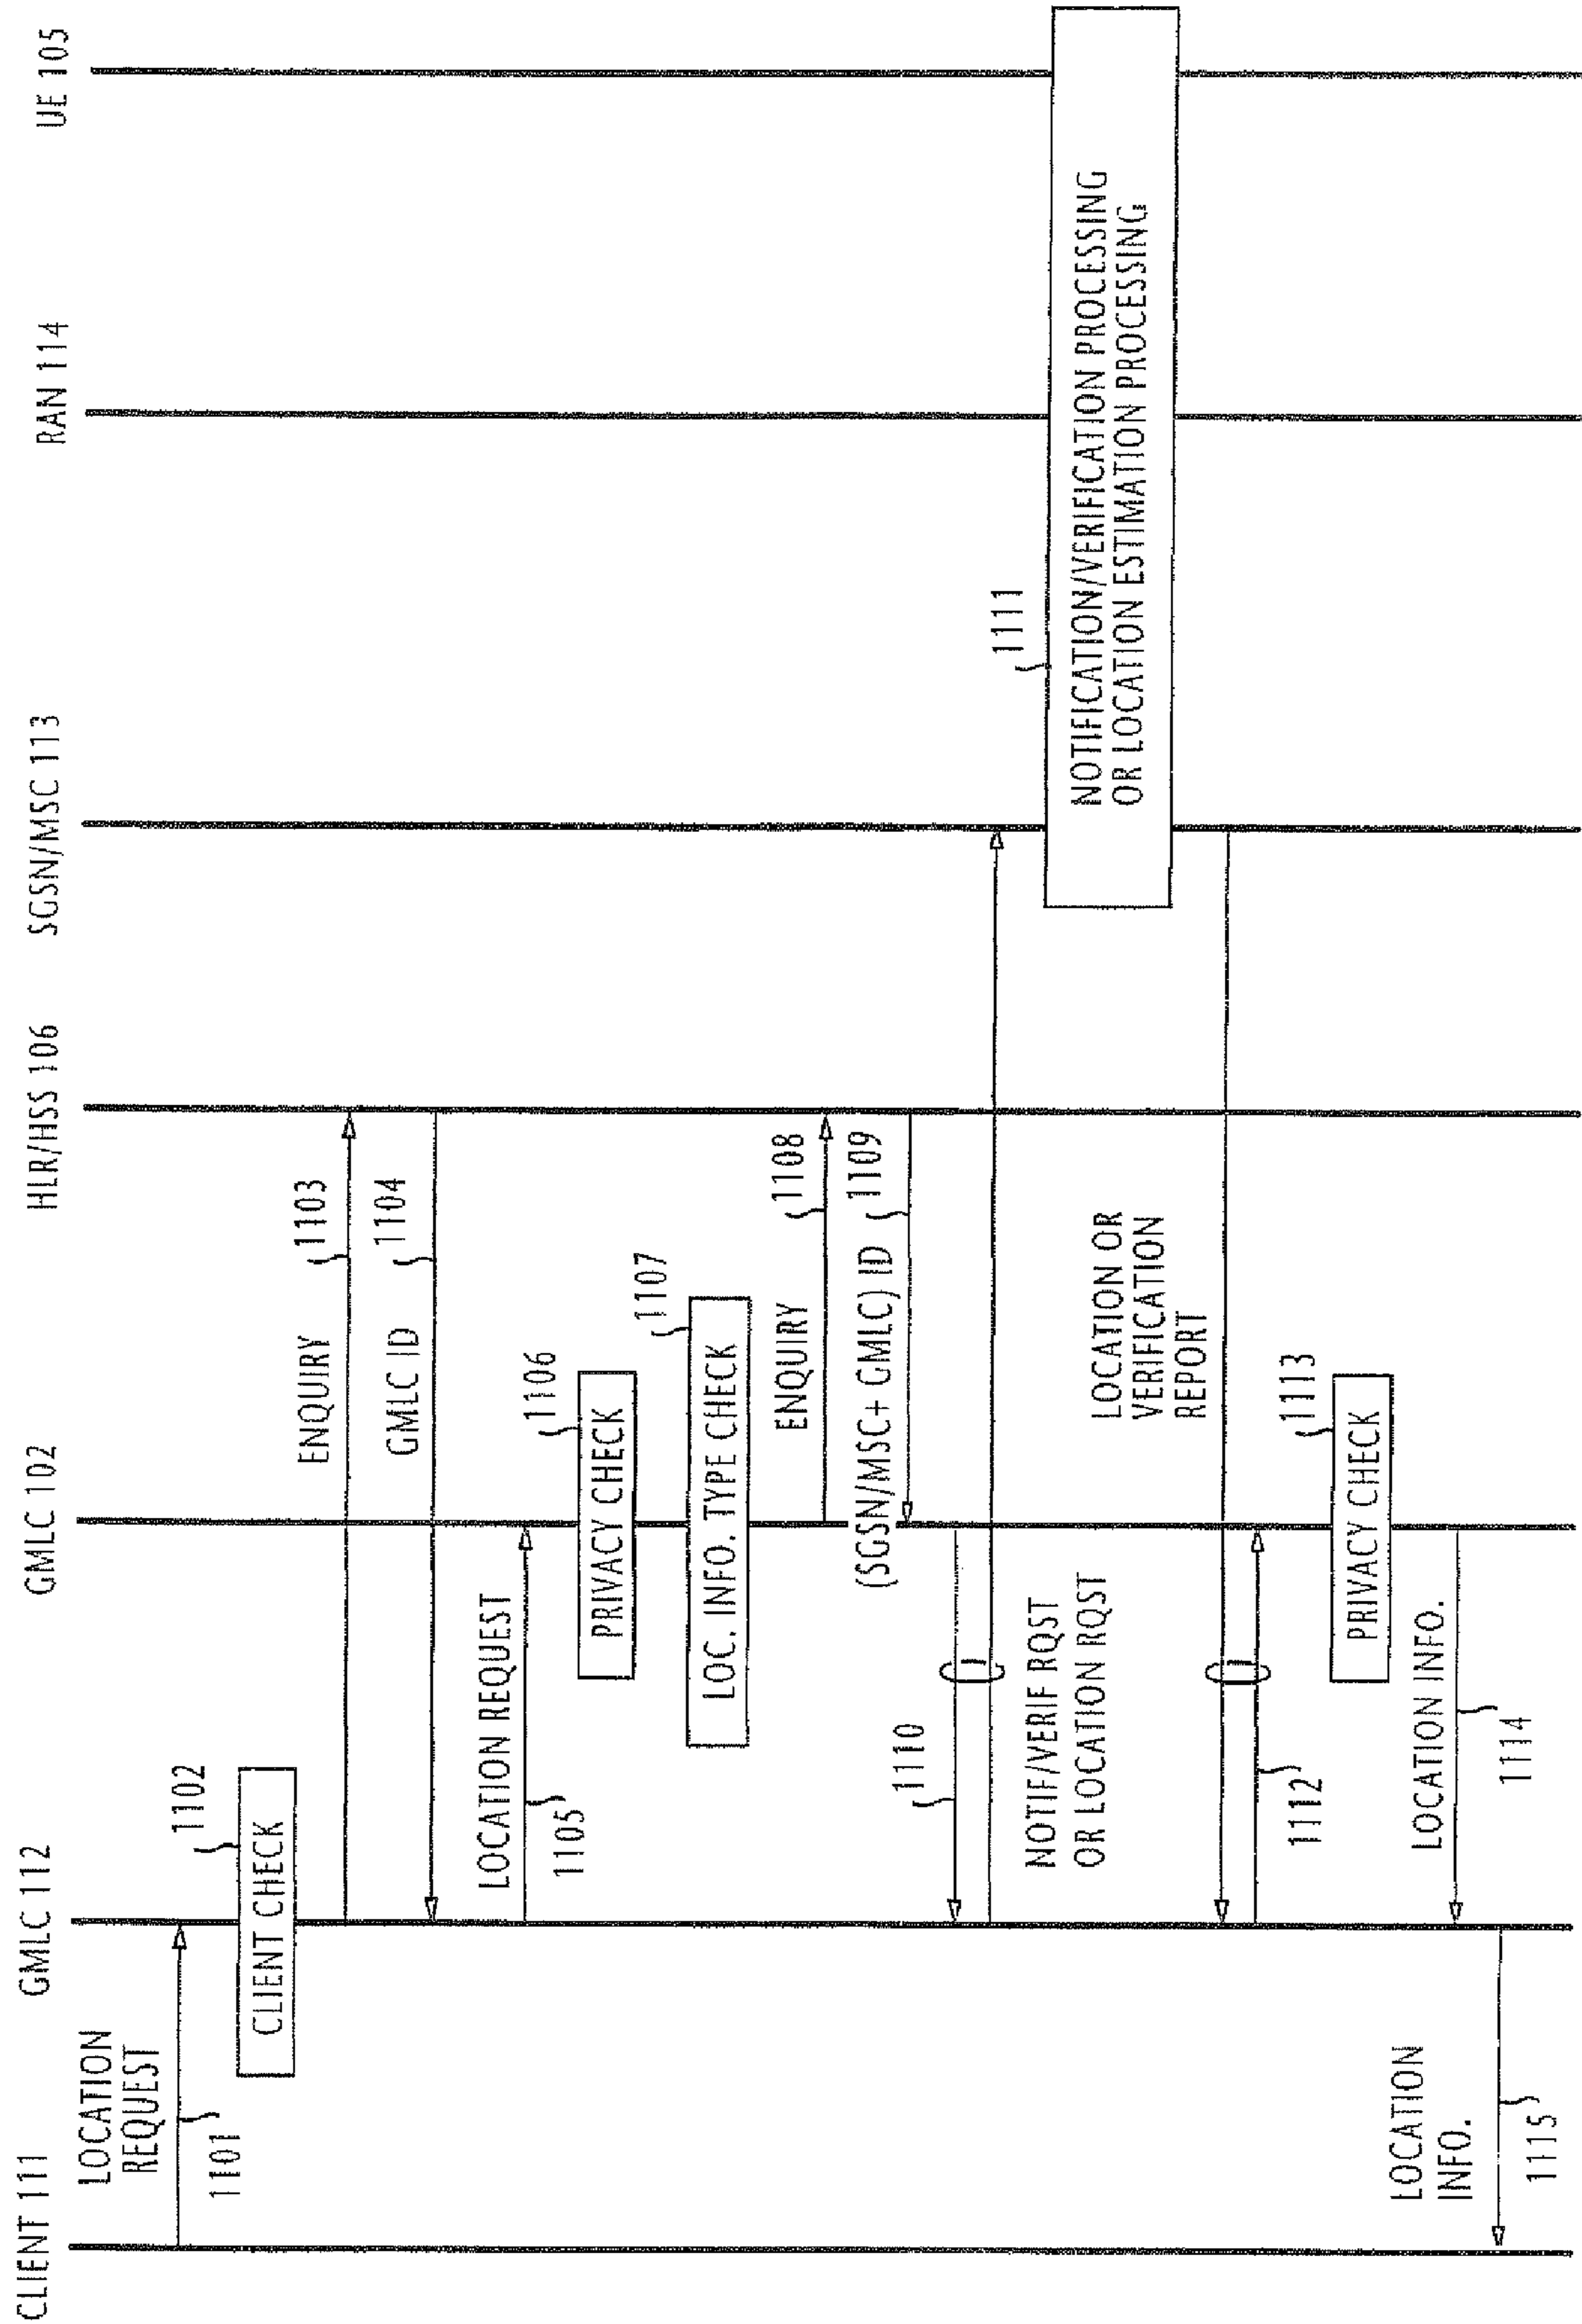 CLIENT 111
GMLC 112
GMLC 102
HLR/HSS 106
SGSN/MSC 113
RAN 114
UE 105
LOCATION
REQUEST
1101
CLIENT CHECK
1102
ENQUIRY
1103
GMLC ID
1104
LOCATION REQUEST
1105
PRIVACY CHECK
1106
LOC. INFO. TYPE CHECK
1107
ENQUIRY
1108
(SGSN/MSC+ GMLC) ID
1109
1110
NOTIF/VERIF RQST
OR LOCATION RQST
1111
NOTIFICATION/VERIFICATION PROCESSING
OR LOCATION ESTIMATION PROCESSING
LOCATION OR
VERIFICATION
REPORT
1112
PRIVACY CHECK
1113
LOCATION INFO.
1114
LOCATION
INFO.
1115